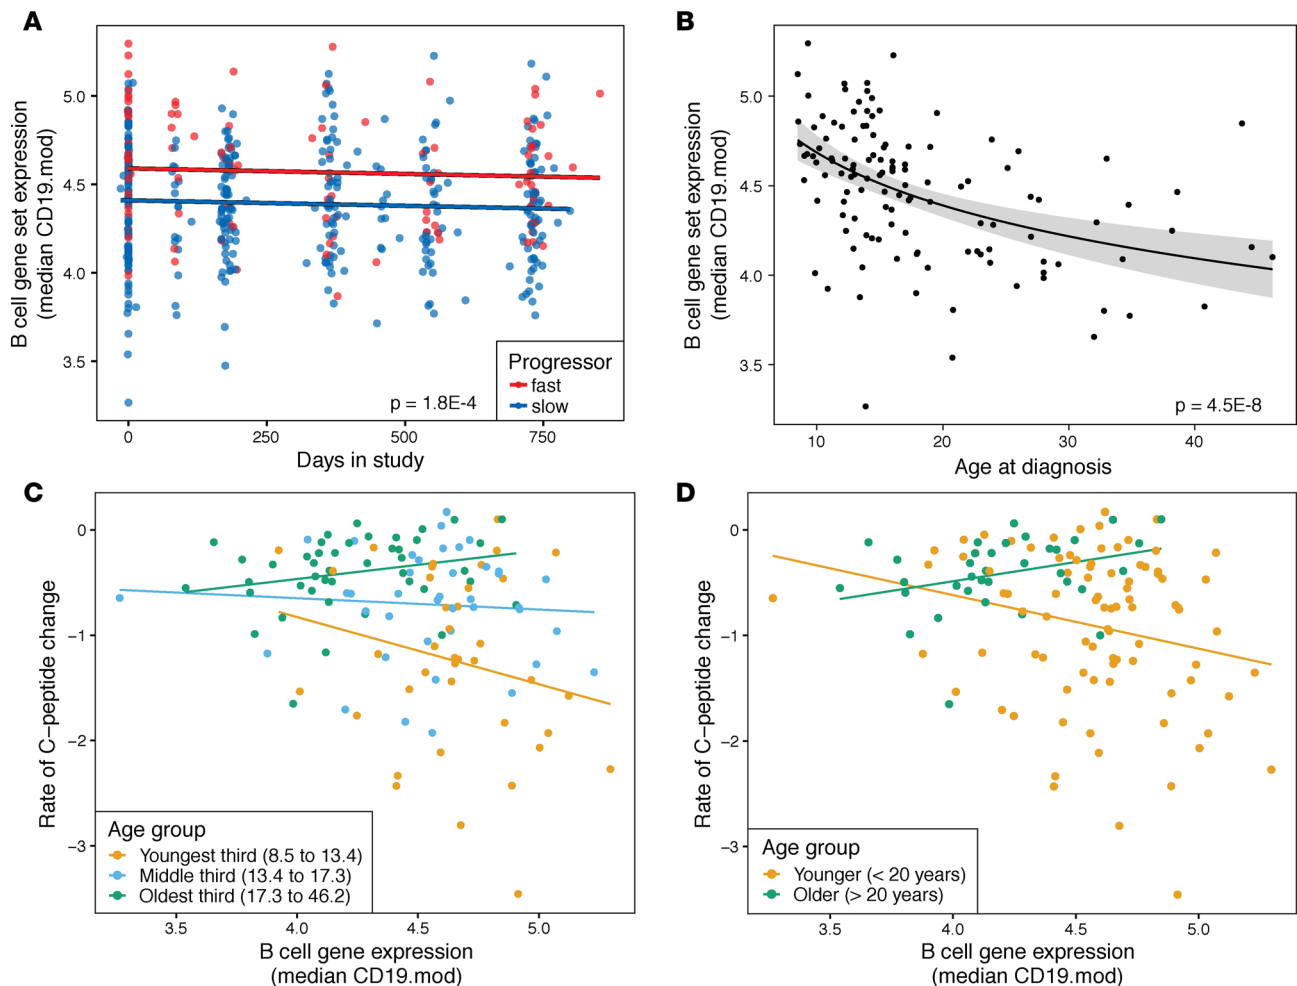 A
B cell gene set expression
(median CD19.mod)
5.0
4.5
4.0
3.5
Progressor
fast
slow
p = 1.8E-4
0
250
500
750
Days in study
B
B cell gene set expression
(median CD19.mod)
5.0
4.5
4.0
3.5
p = 4.5E-8
10
20
30
40
Age at diagnosis
C
Rate of C−peptide change
0
−1
−2
−3
Age group
Youngest third (8.5 to 13.4)
Middle third (13.4 to 17.3)
Oldest third (17.3 to 46.2)
3.5
4.0
4.5
5.0
B cell gene expression
(median CD19.mod)
D
Rate of C−peptide change
0
−1
−2
−3
Age group
Younger (< 20 years)
Older (> 20 years)
3.5
4.0
4.5
5.0
B cell gene expression
(median CD19.mod)